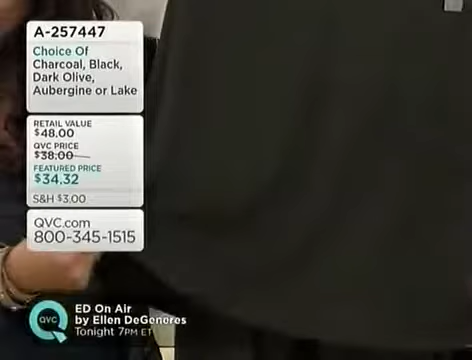 A-257447
Choice Of
Charcoal, Black,
Dark Olive,
Aubergine or Lake
RETAIL VALUE
$48.00
QVC PRICE
$38.00
FEATURED PRICE
$34.32
S&H $3.00
QVC.com
800-345-1515
QVC
ED On Air
by Ellen DeGeneres
Tonight 7PM ET